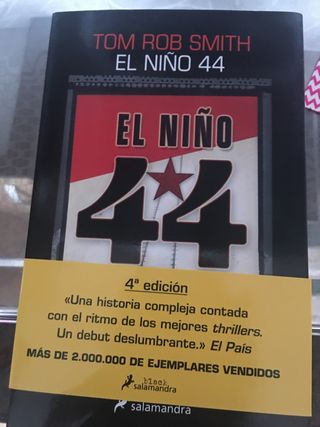 TOM ROB SMITH
EL NIÑO 44
EL NIÑO
44
4ª edición
«Una historia compleja contada
con el ritmo de los mejores thrillers.
Un debut deslumbrante.» El País
MÁS DE 2.000.000 DE EJEMPLARES VENDIDOS
black
salamandra
salamandra